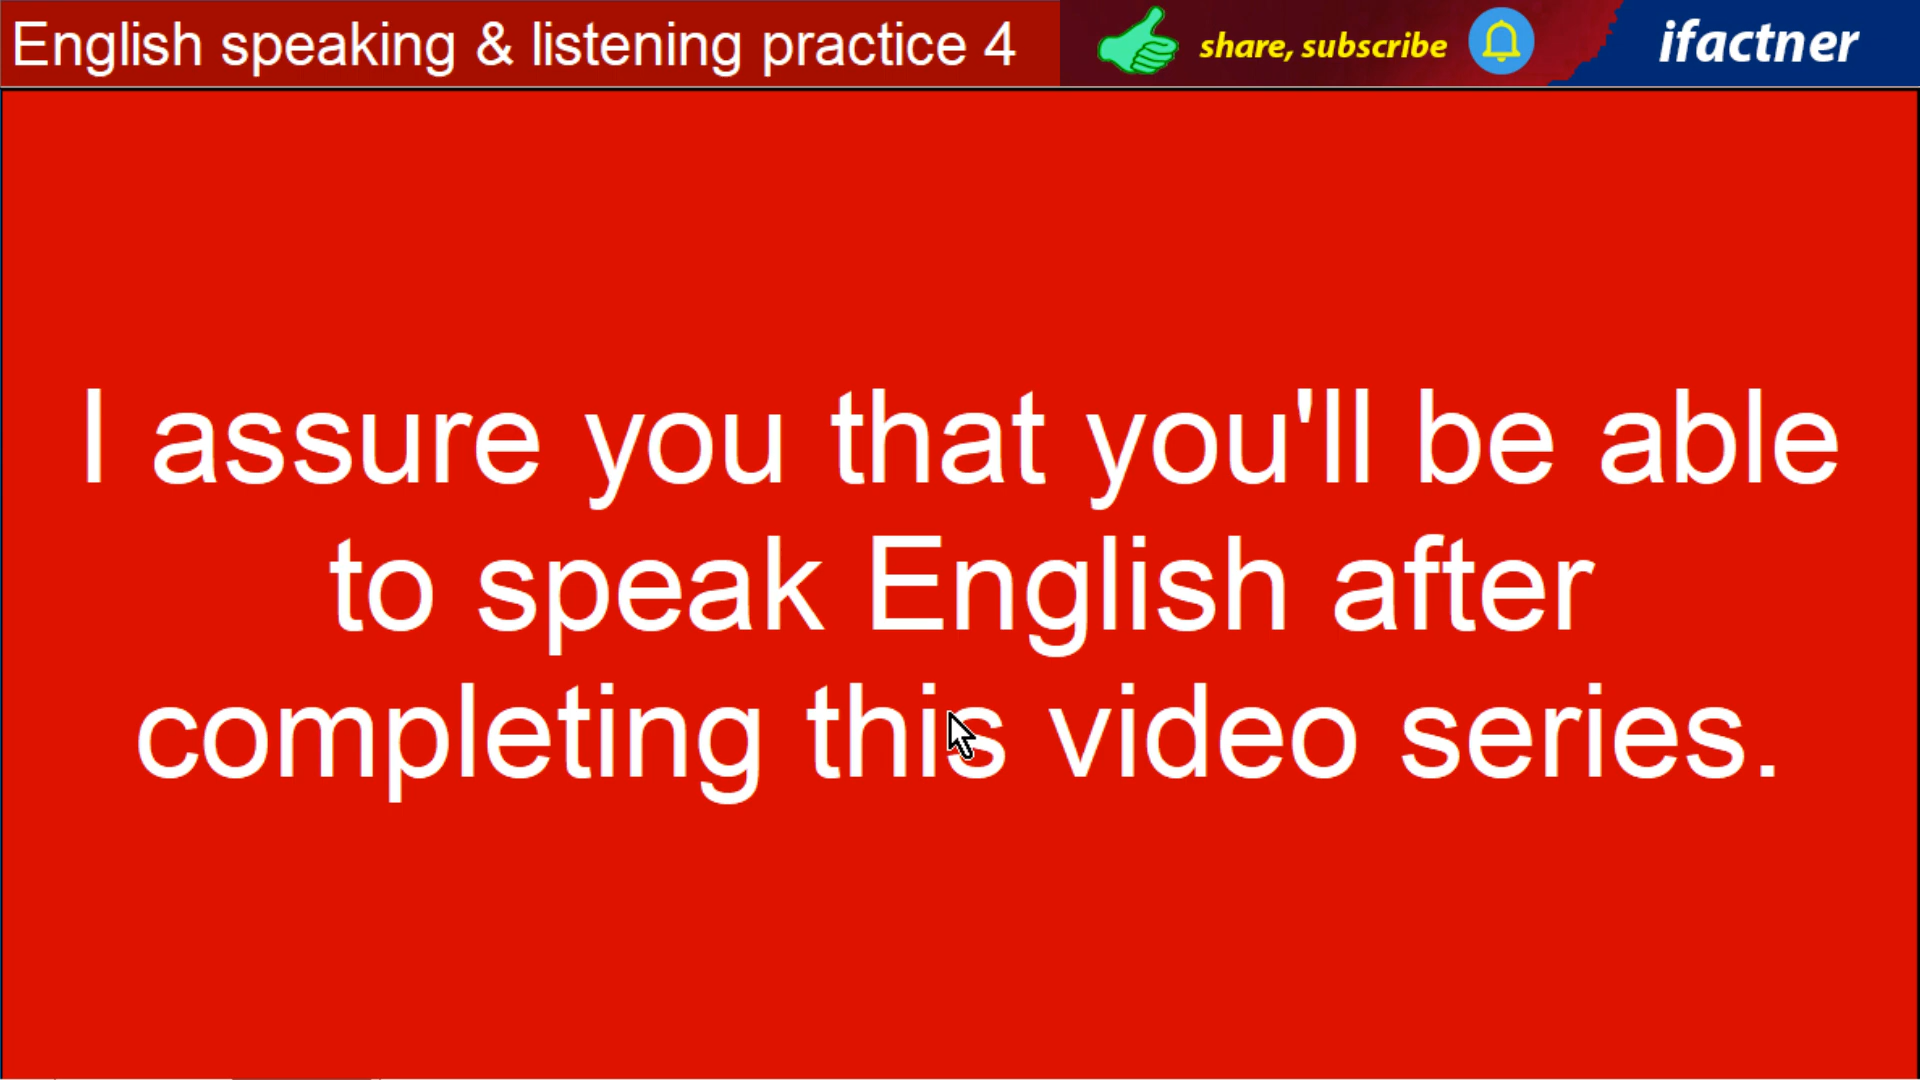 English speaking & listening practice 4
share, subscribe
ifactner
I assure you that you'll be able
to speak English after
completing this video series.